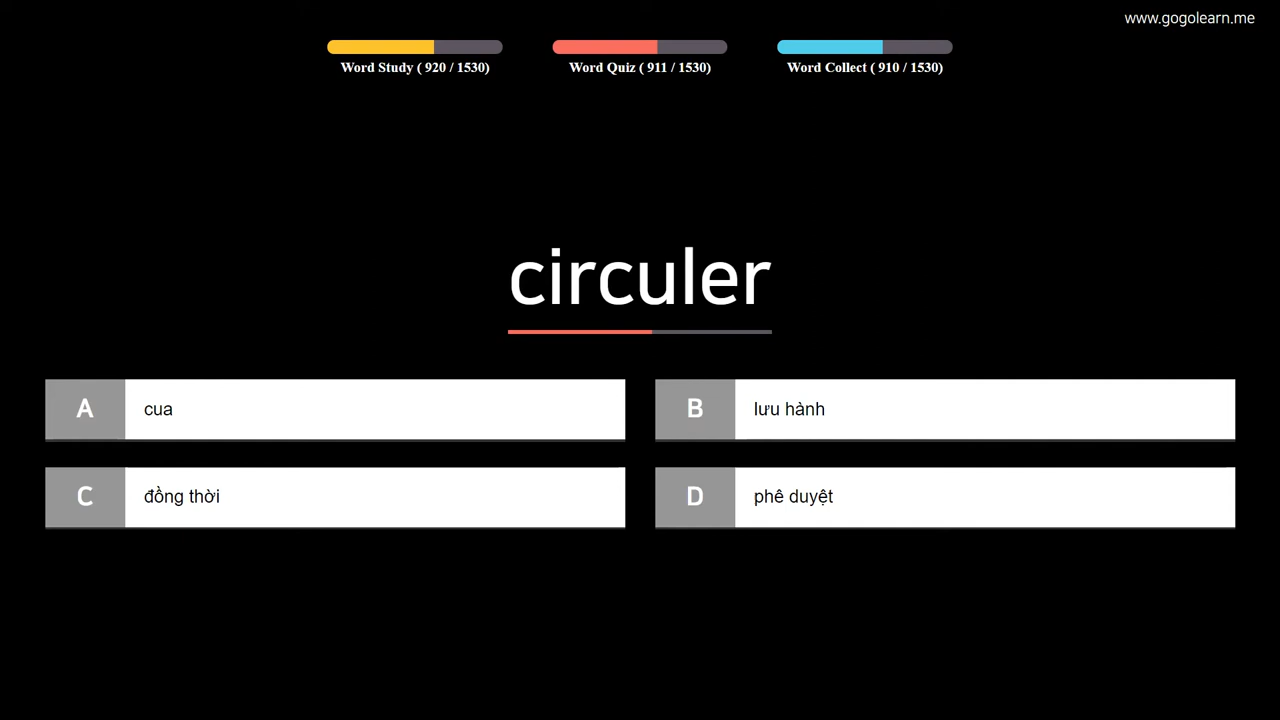 www.gogolearn.me
Word Study ( 920 / 1530)
Word Quiz ( 911 / 1530)
Word Collect ( 910 / 1530)
circuler
A cua
B lưu hành
C đồng thời
D phê duyệt